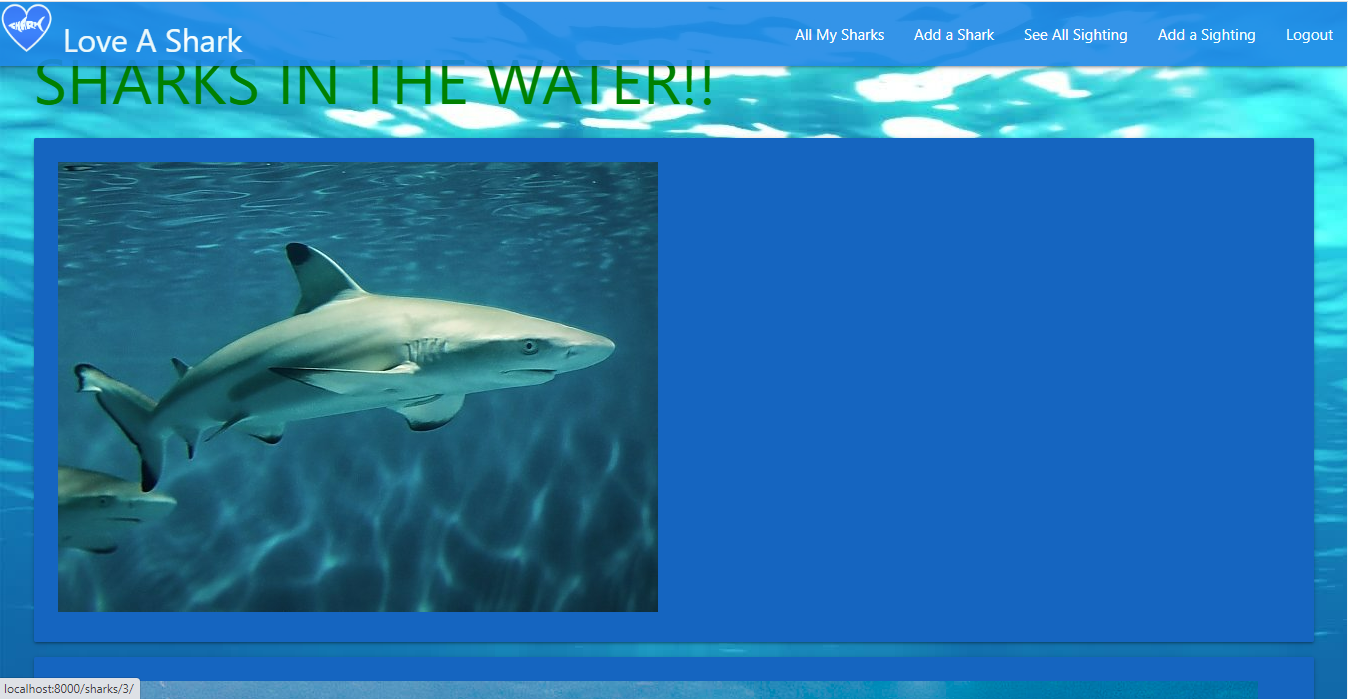 SHARK
Love A Shark
All My Sharks
Add a Shark
See All Sighting
Add a Sighting
Logout
SHARKS IN THE WATER!!
localhost:8000/sharks/3/